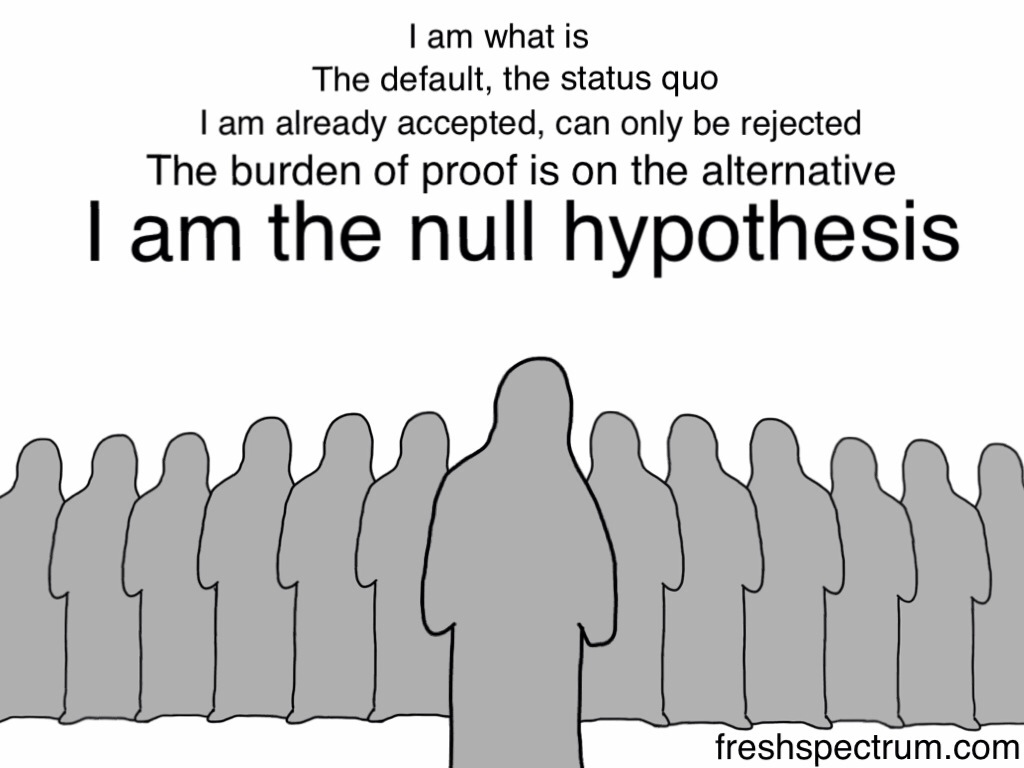 I am what is
The default, the status quo
I am already accepted, can only be rejected
The burden of proof is on the alternative
I am the null hypothesis
freshspectrum.com